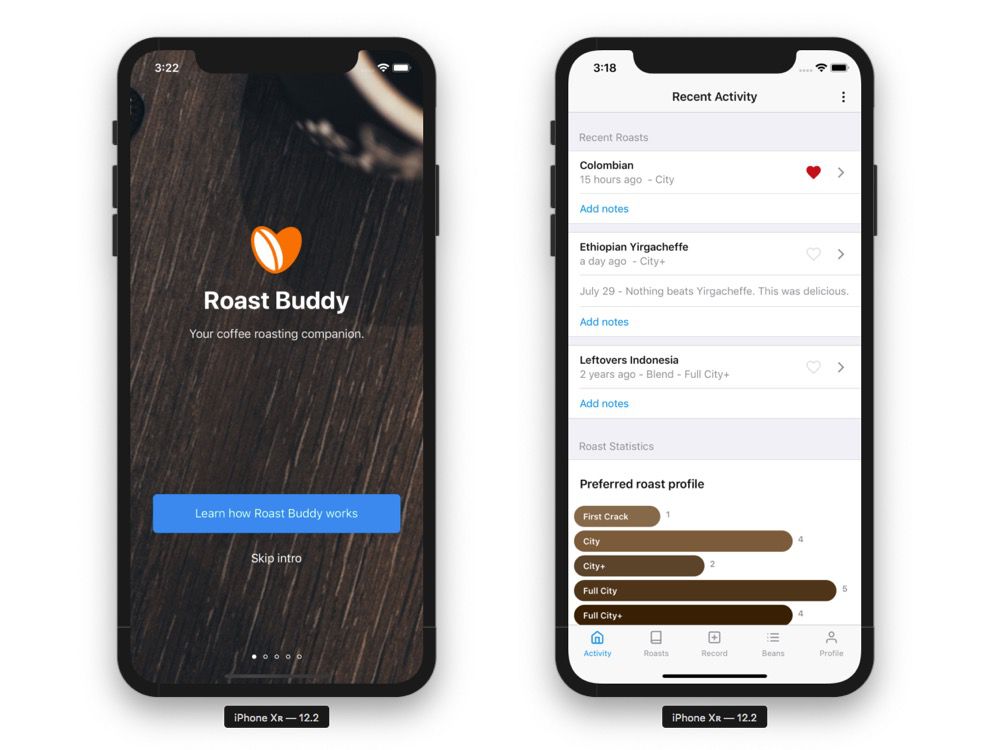 3:22
Roast Buddy
Your coffee roasting companion.
Learn how Roast Buddy works
Skip intro
iPhone Xʀ — 12.2
3:18
Recent Activity
Recent Roasts
Colombian
15 hours ago - City
Add notes
Ethiopian Yirgacheffe
a day ago - City+
July 29 - Nothing beats Yirgacheffe. This was delicious.
Add notes
Leftovers Indonesia
2 years ago - Blend - Full City+
Add notes
Roast Statistics
Preferred roast profile
First Crack 1
City 4
City+ 2
Full City 5
Full City+ 4
Activity Roasts Record Beans Profile
iPhone Xʀ — 12.2